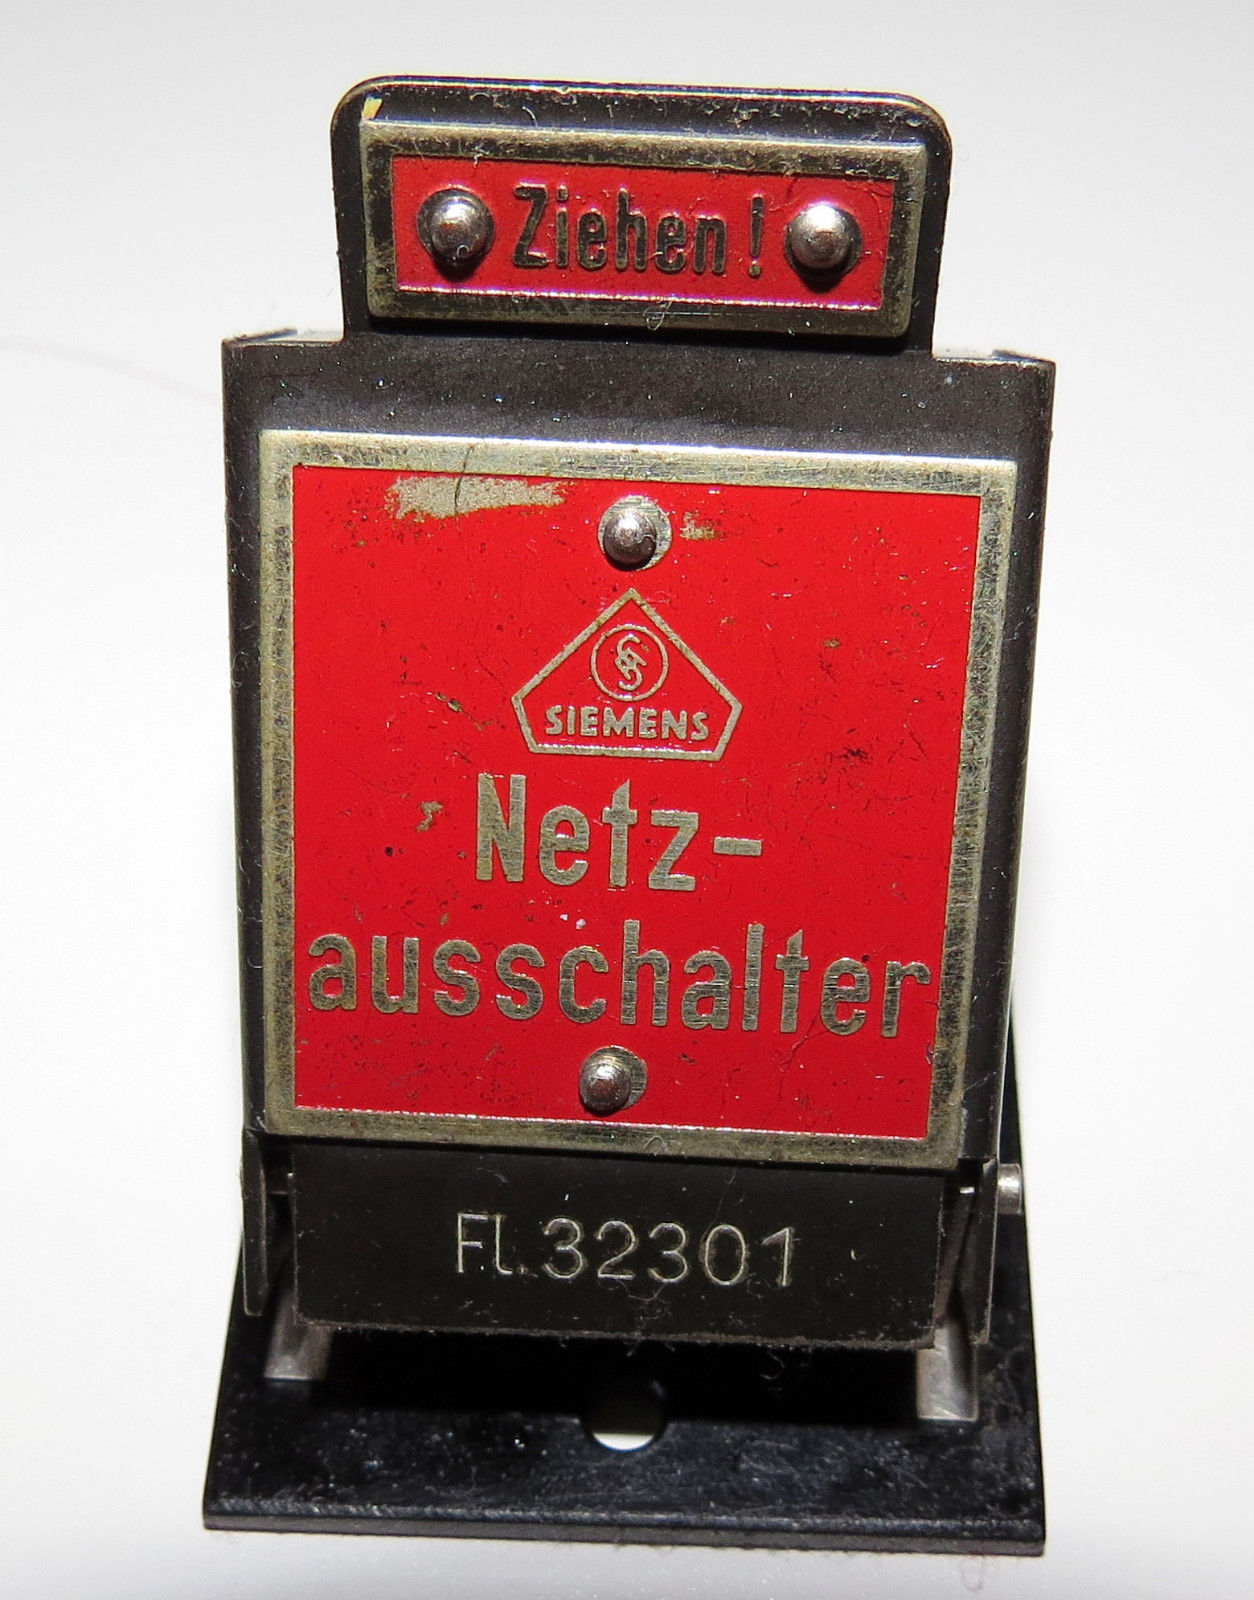 Ziehen!
SIEMENS
Netz-
ausschalter
Fl.32301